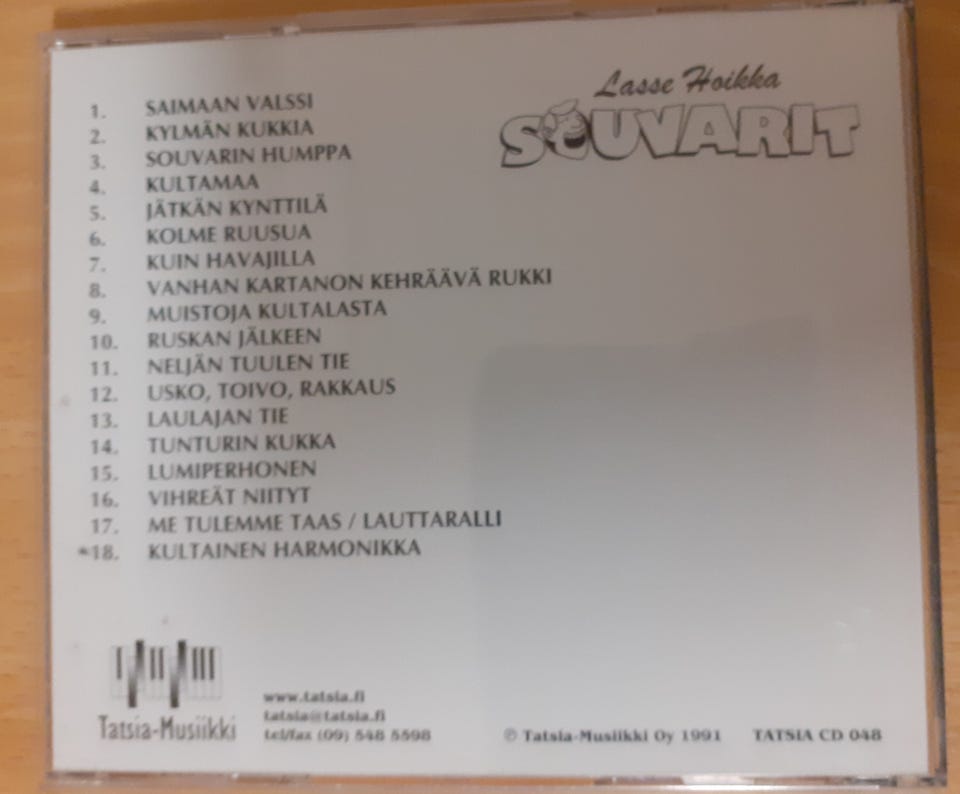 Lasse Hoikka
SOUVARIT
1. SAIMAAN VALSSI
2. KYLMÄN KUKKIA
3. SOUVARIN HUMPPA
4. KULTAMAA
5. JÄTKÄN KYNTTILÄ
6. KOLME RUUSUA
7. KUIN HAVAJILLA
8. VANHAN KARTANON KEHRÄÄVÄ RUKKI
9. MUISTOJA KULTALASTA
10. RUSKAN JÄLKEEN
11. NELJÄN TUULEN TIE
12. USKO, TOIVO, RAKKAUS
13. LAULAJAN TIE
14. TUNTURIN KUKKA
15. LUMIPERHONEN
16. VIHREÄT NIITYT
17. ME TULEMME TAAS / LAUTTARALLI
*18. KULTAINEN HARMONIKKA
Tatsia-Musiikki
www.tatsia.fi
tatsia@tatsia.fi
tel/fax (09) 548 5598
℗ Tatsia-Musiikki Oy 1991 TATSIA CD 048